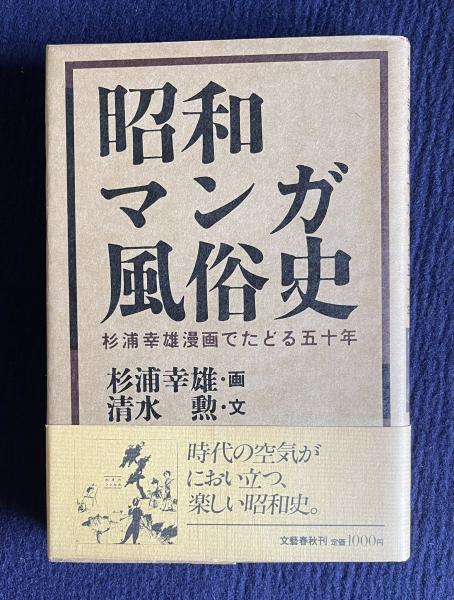 昭和
マンガ
風俗史
杉浦幸雄漫画でたどる五十年
杉浦幸雄・画
清水 勲・文
時代の空気が
におい立つ、
楽しい昭和史。
文藝春秋刊 定価1000円